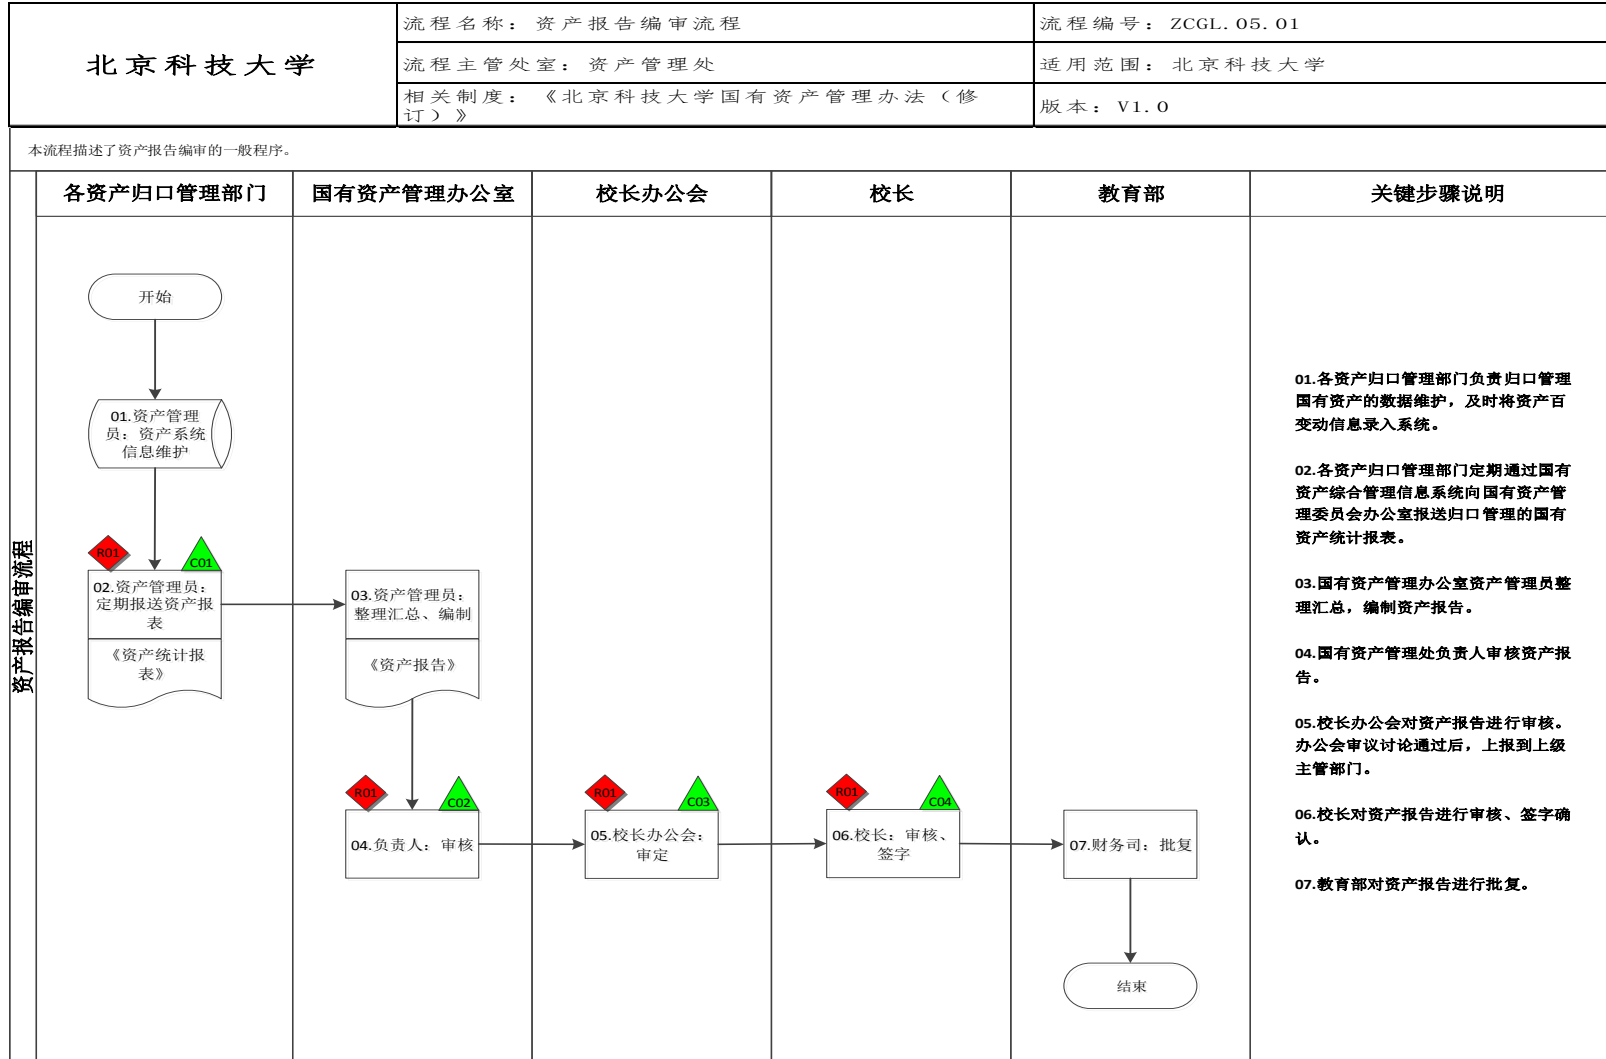 北京科技大学
流程名称：资产报告编审流程
流程编号：ZCGL.05.01
流程主管处室：资产管理处
适用范围：北京科技大学
相关制度：《北京科技大学国有资产管理办法（修
订）》
版本：V1.0
本流程描述了资产报告编审的一般程序。
资产报告编审流程
各资产归口管理部门
国有资产管理办公室
校长办公会
校长
教育部
关键步骤说明
开始
01.资产管理
员：资产系统
信息维护
R01
C01
02.资产管理员：
定期报送资产报
表
《资产统计报
表》
03.资产管理员：
整理汇总、编制
《资产报告》
R01
C02
04.负责人：审核
R01
C03
05.校长办公会：
审定
R01
C04
06.校长：审核、
签字
07.财务司：批复
结束
01.各资产归口管理部门负责归口管理
国有资产的数据维护，及时将资产百
变动信息录入系统。
02.各资产归口管理部门定期通过国有
资产综合管理信息系统向国有资产管
理委员会办公室报送归口管理的国有
资产统计报表。
03.国有资产管理办公室资产管理员整
理汇总，编制资产报告。
04.国有资产管理处负责人审核资产报
告。
05.校长办公会对资产报告进行审核。
办公会审议讨论通过后，上报到上级
主管部门。
06.校长对资产报告进行审核、签字确
认。
07.教育部对资产报告进行批复。